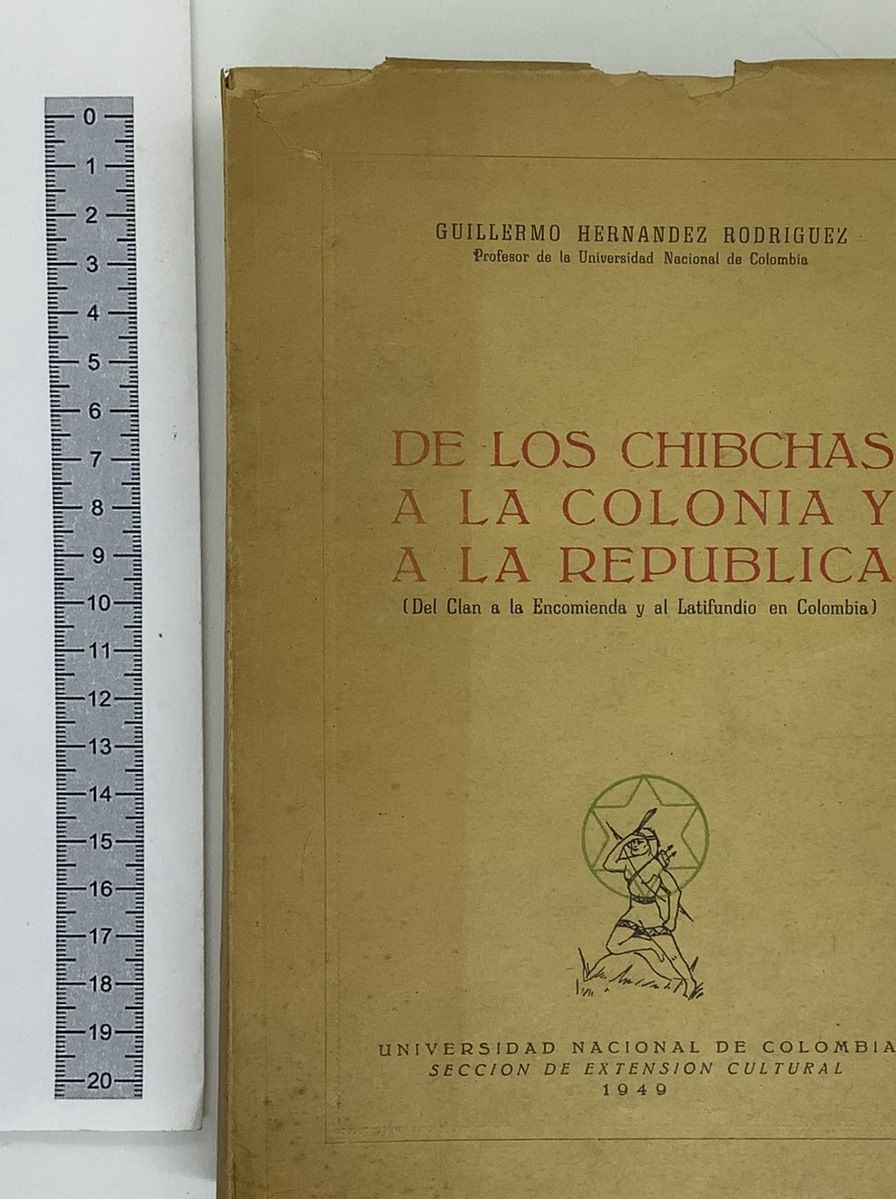 0
1
2
3
4
5
6
7
8
9
10
11
12
13
14
15
16
17
18
19
20
GUILLERMO HERNANDEZ RODRIGUEZ
Profesor de la Universidad Nacional de Colombia
DE LOS CHIBCHAS
A LA COLONIA Y
A LA REPUBLICA
(Del Clan a la Encomienda y al Latifundio en Colombia)
UNIVERSIDAD NACIONAL DE COLOMBIA
SECCION DE EXTENSION CULTURAL
1949